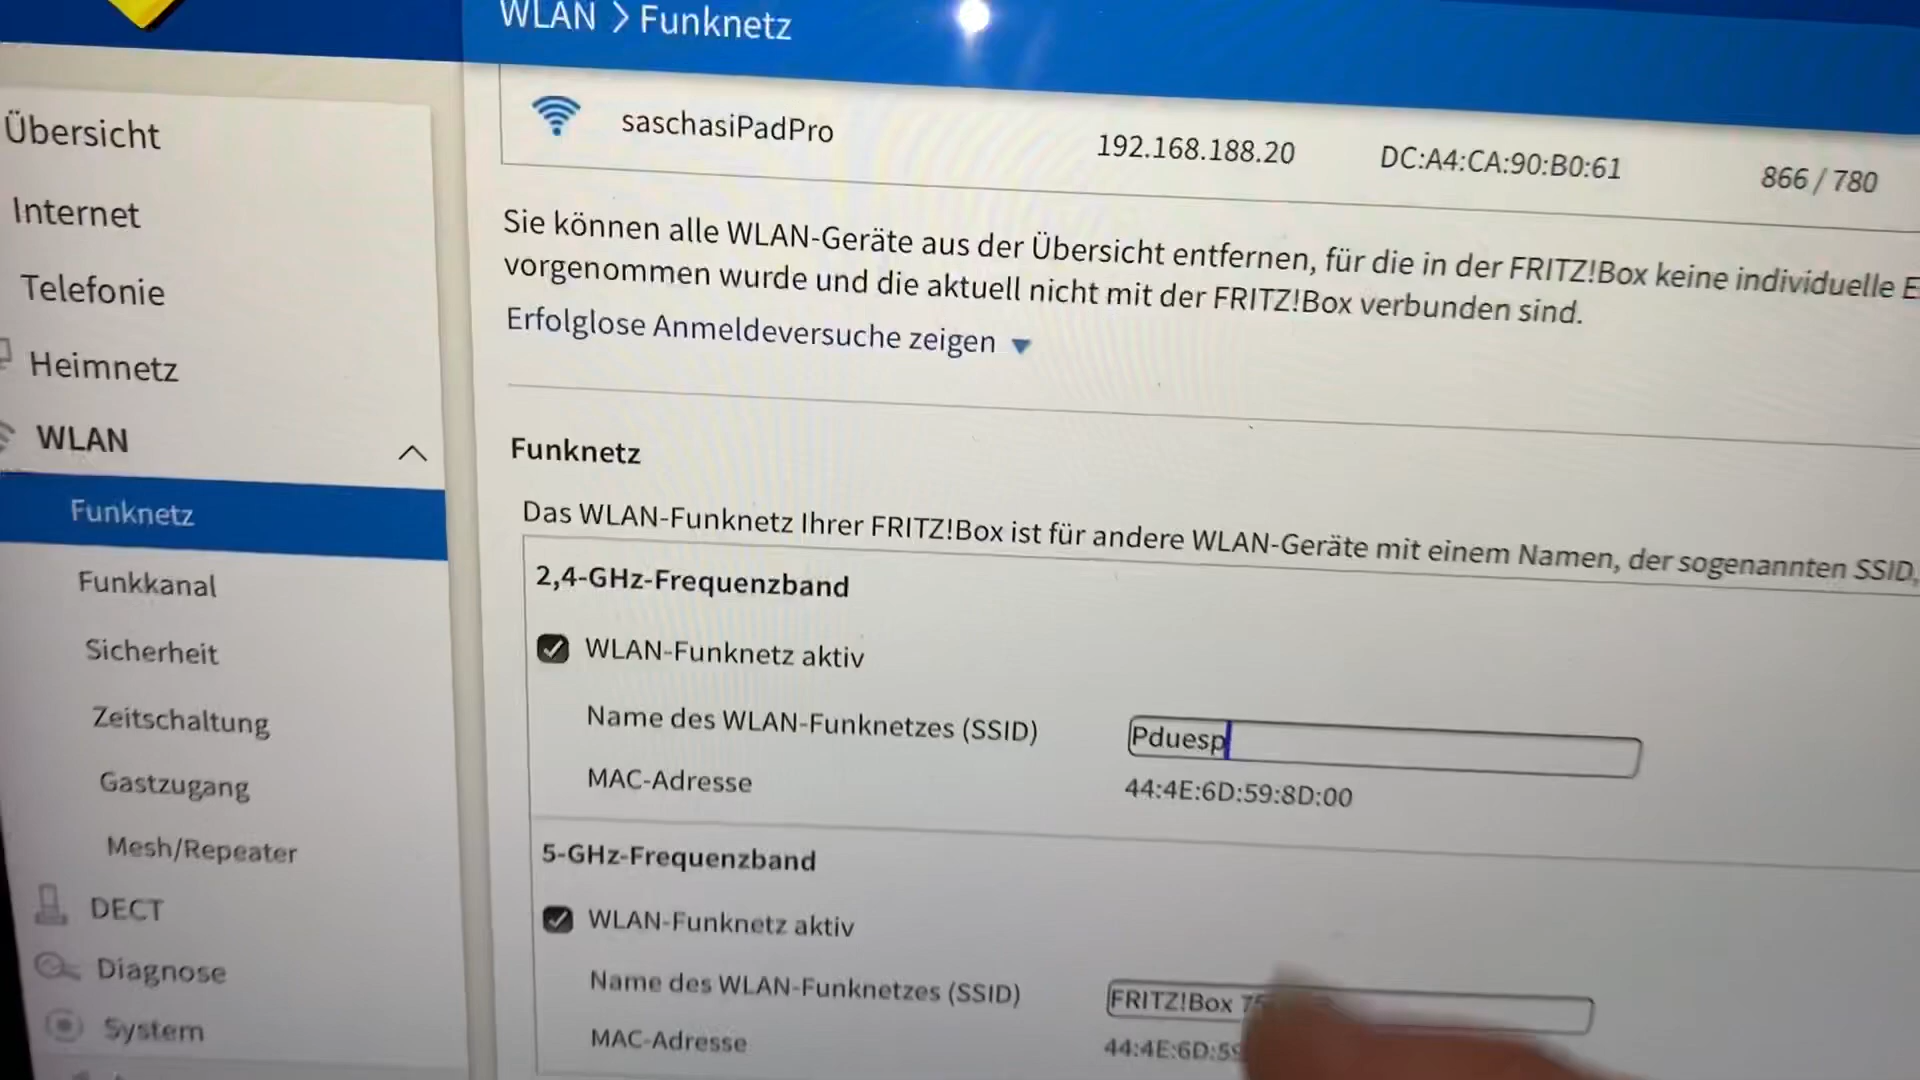 WLAN > Funknetz
Übersicht
Internet
Telefonie
Heimnetz
WLAN
Funknetz
Funkkanal
Sicherheit
Zeitschaltung
Gastzugang
Mesh/Repeater
DECT
Diagnose
System
saschasiPadPro 192.168.188.20 DC:A4:CA:90:B0:61 866 / 780
Sie können alle WLAN-Geräte aus der Übersicht entfernen, für die in der FRITZ!Box keine individuelle E
vorgenommen wurde und die aktuell nicht mit der FRITZ!Box verbunden sind.
Erfolglose Anmeldeversuche zeigen
Funknetz
Das WLAN-Funknetz Ihrer FRITZ!Box ist für andere WLAN-Geräte mit einem Namen, der sogenannten SSID,
2,4-GHz-Frequenzband
WLAN-Funknetz aktiv
Name des WLAN-Funknetzes (SSID) Pduesp
MAC-Adresse 44:4E:6D:59:8D:00
5-GHz-Frequenzband
WLAN-Funknetz aktiv
Name des WLAN-Funknetzes (SSID) FRITZ!Box 75
MAC-Adresse 44:4E:6D:59